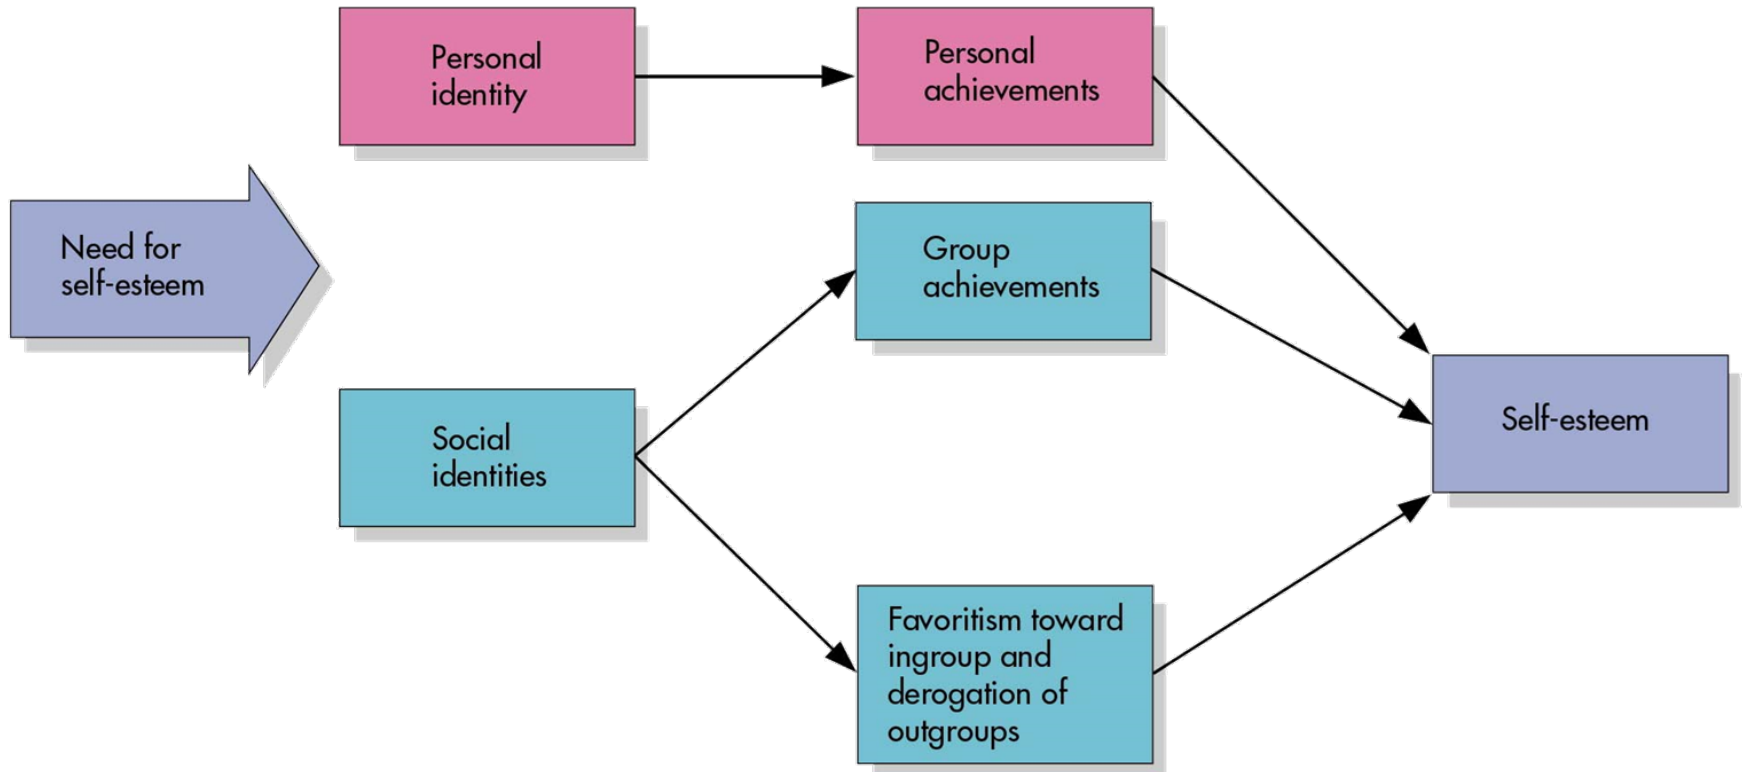 Personal
identity
Personal
achievements
Need for
self-esteem
Group
achievements
Social
identities
Self-esteem
Favoritism toward
ingroup and
derogation of
outgroups